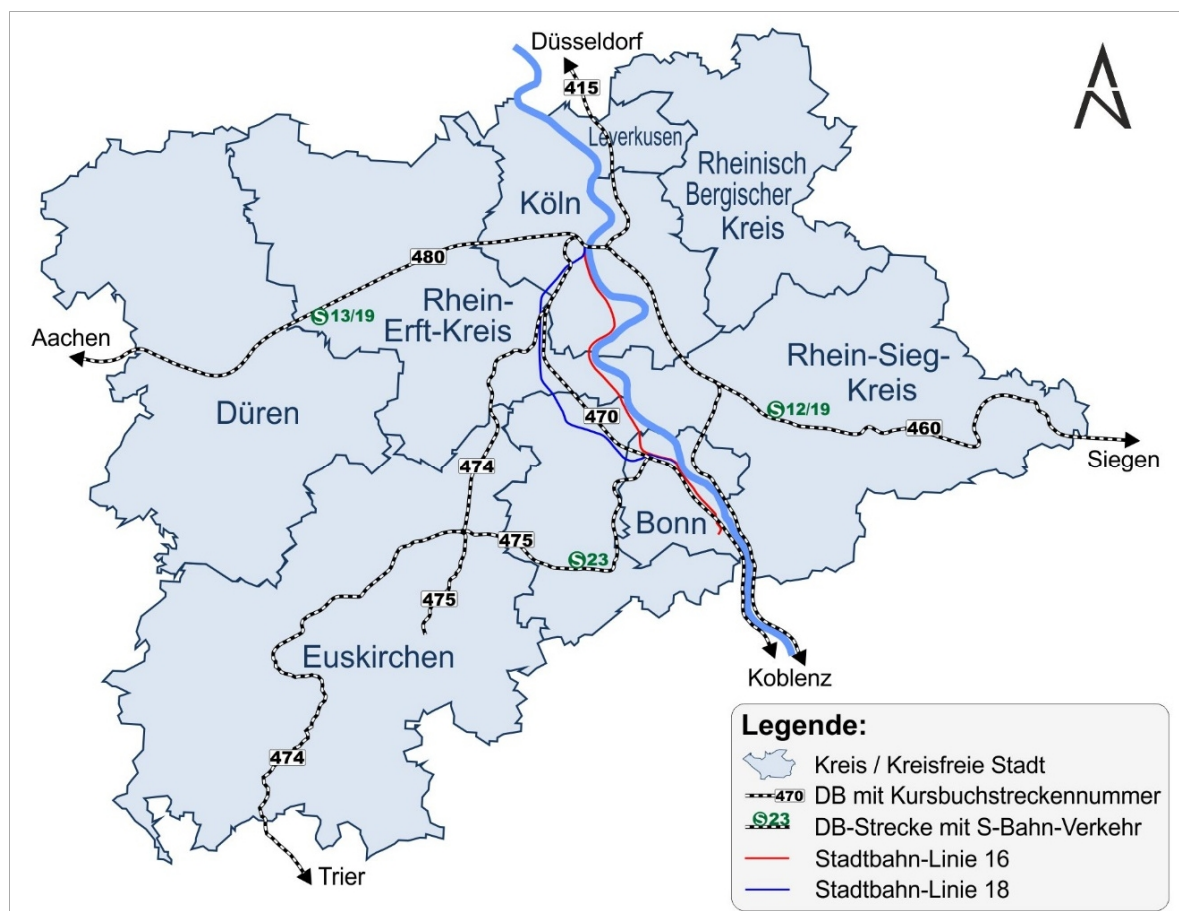 Düsseldorf
415
Leverkusen
Rheinisch
Bergischer
Kreis
Köln
480
Rhein-
Erft-Kreis
S 13/19
Aachen
Rhein-Sieg-
Kreis
Düren
S 12/19
470
460
Siegen
474
Bonn
475
S 23
475
Euskirchen
Koblenz
474
Trier
N
Legende:
Kreis / Kreisfreie Stadt
470 DB mit Kursbuchstreckennummer
S23 DB-Strecke mit S-Bahn-Verkehr
Stadtbahn-Linie 16
Stadtbahn-Linie 18